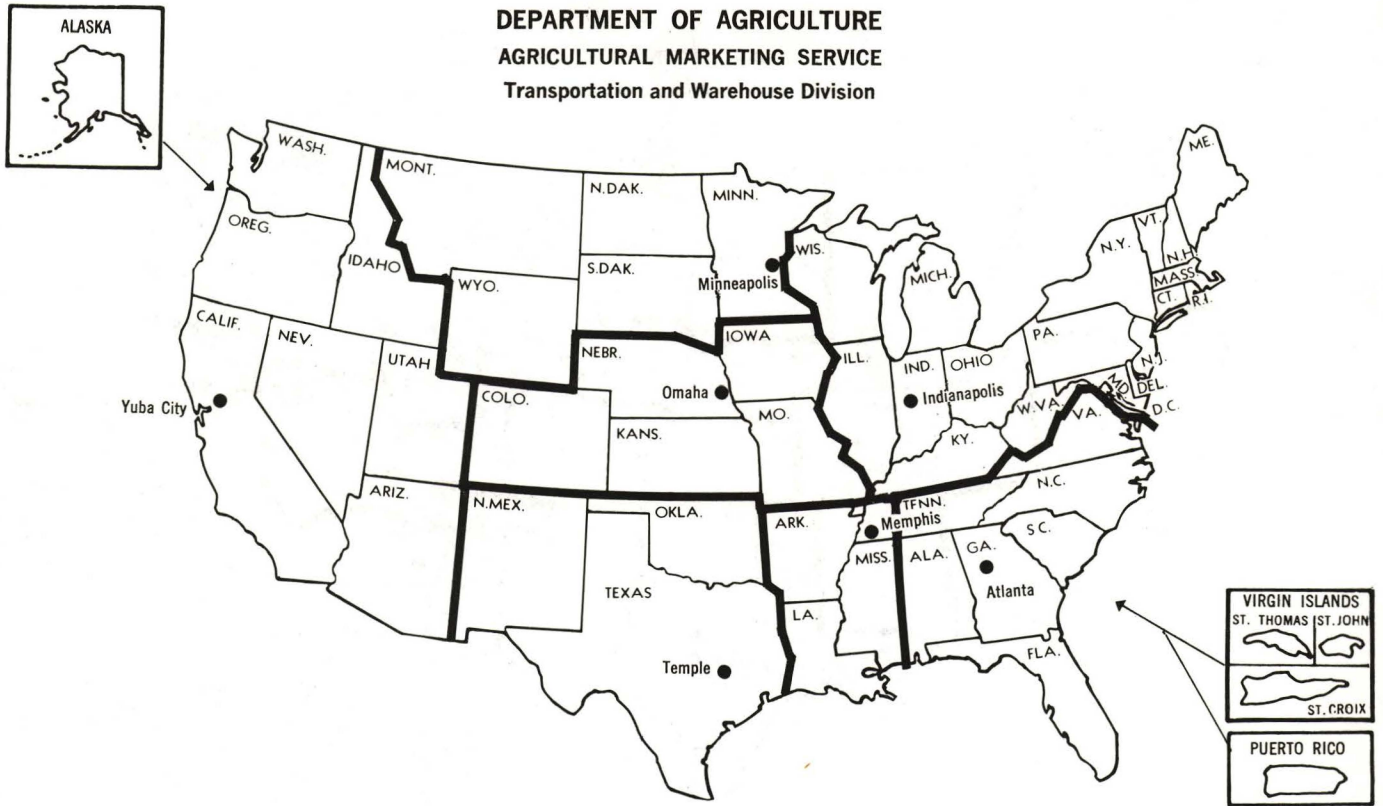 DEPARTMENT OF AGRICULTURE
AGRICULTURAL MARKETING SERVICE
Transportation and Warehouse Division
ALASKA
WASH.
MONT.
N.DAK.
MINN.
ME.
OREG.
IDAHO
S.DAK.
WIS.
MICH.
N.Y.
VT.
N.H.
MASS.
CT.
R.I.
WYO.
Minneapolis
CALIF.
NEV.
UTAH
NEBR.
IOWA
ILL.
IND.
OHIO
PA.
N.J.
MD.
DEL.
D.C.
Yuba City
COLO.
Omaha
Indianapolis
W.VA.
VA.
KANS.
MO.
KY.
ARIZ.
N.MEX.
OKLA.
ARK.
TENN.
N.C.
Memphis
S.C.
MISS.
ALA.
GA.
Atlanta
TEXAS
LA.
FLA.
Temple
VIRGIN ISLANDS
ST. THOMAS
ST. JOHN
ST. CROIX
PUERTO RICO